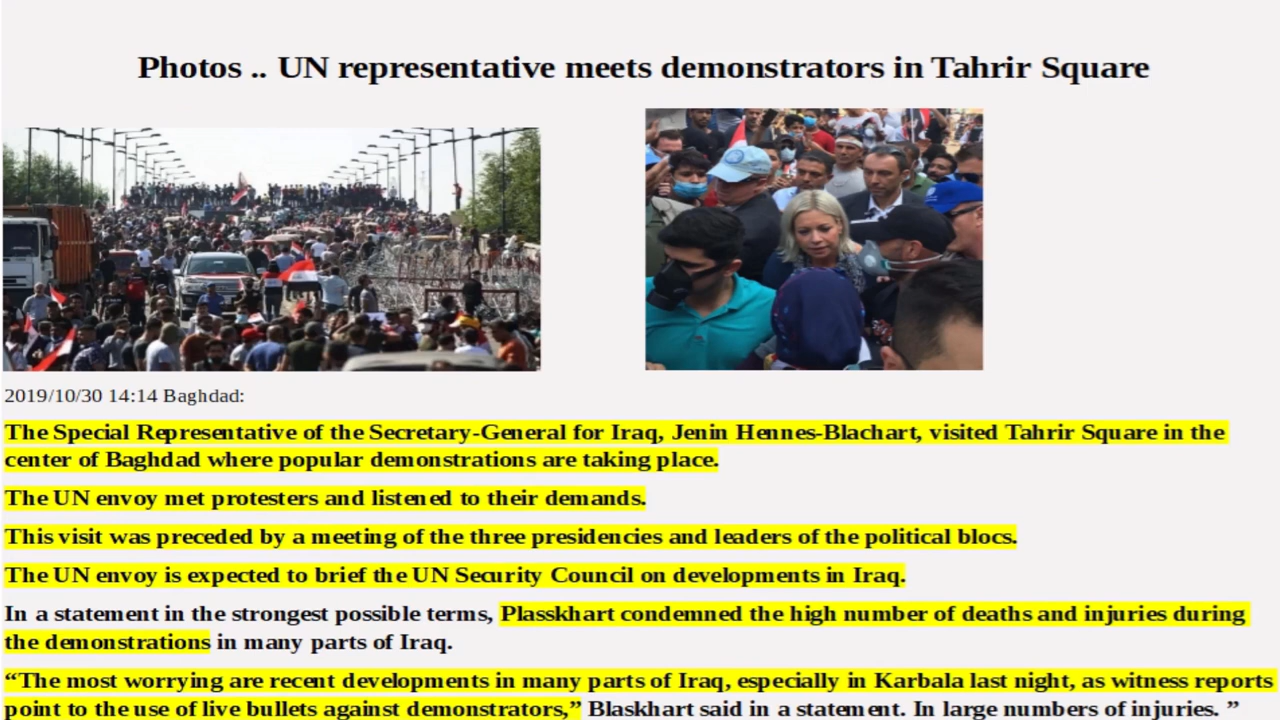 Photos .. UN representative meets demonstrators in Tahrir Square
2019/10/30 14:14 Baghdad:
The Special Representative of the Secretary-General for Iraq, Jenin Hennes-Blachart, visited Tahrir Square in the
center of Baghdad where popular demonstrations are taking place.
The UN envoy met protesters and listened to their demands.
This visit was preceded by a meeting of the three presidencies and leaders of the political blocs.
The UN envoy is expected to brief the UN Security Council on developments in Iraq.
In a statement in the strongest possible terms, Plasskhart condemned the high number of deaths and injuries during
the demonstrations in many parts of Iraq.
“The most worrying are recent developments in many parts of Iraq, especially in Karbala last night, as witness reports
point to the use of live bullets against demonstrators,” Blaskhart said in a statement. In large numbers of injuries. ”